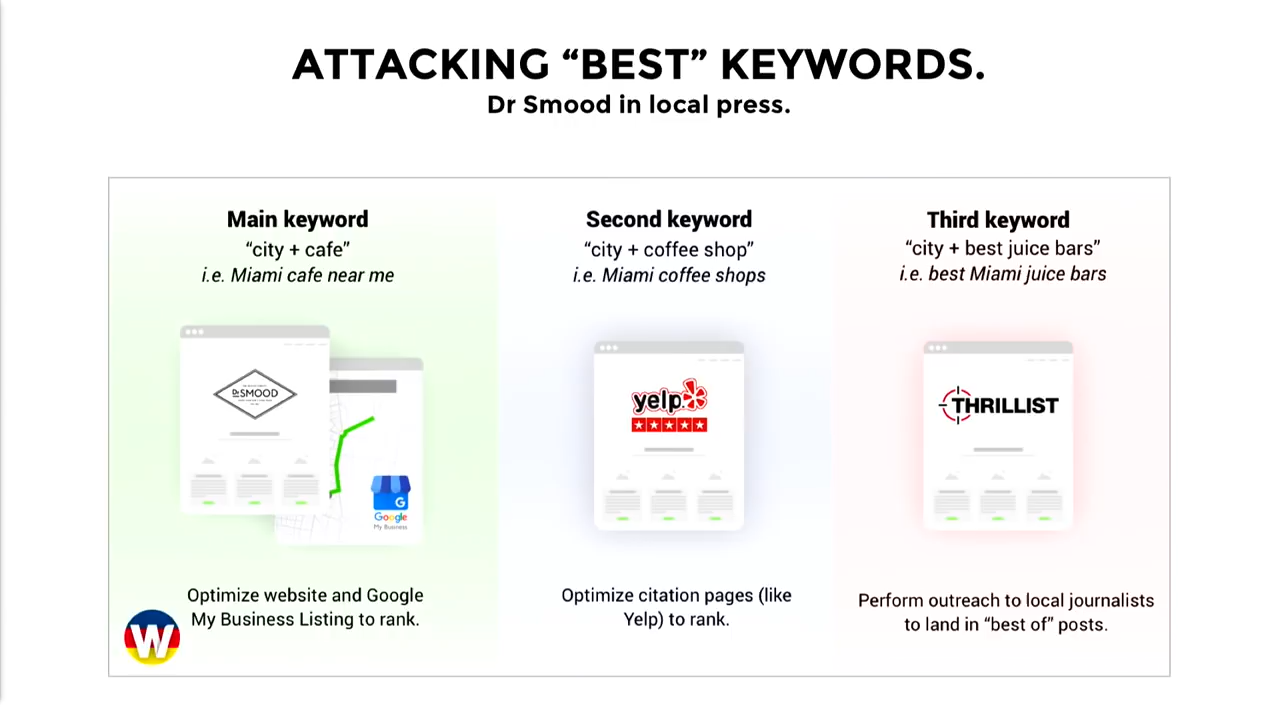 ATTACKING “BEST” KEYWORDS.
Dr Smood in local press.
Main keyword
“city + cafe”
i.e. Miami cafe near me
Second keyword
“city + coffee shop”
i.e. Miami coffee shops
Third keyword
“city + best juice bars”
i.e. best Miami juice bars
Dr SMOOD
G
Google
My Business
yelp
THRILLIST
Optimize website and Google
My Business Listing to rank.
Optimize citation pages (like
Yelp) to rank.
Perform outreach to local journalists
to land in “best of” posts.
W